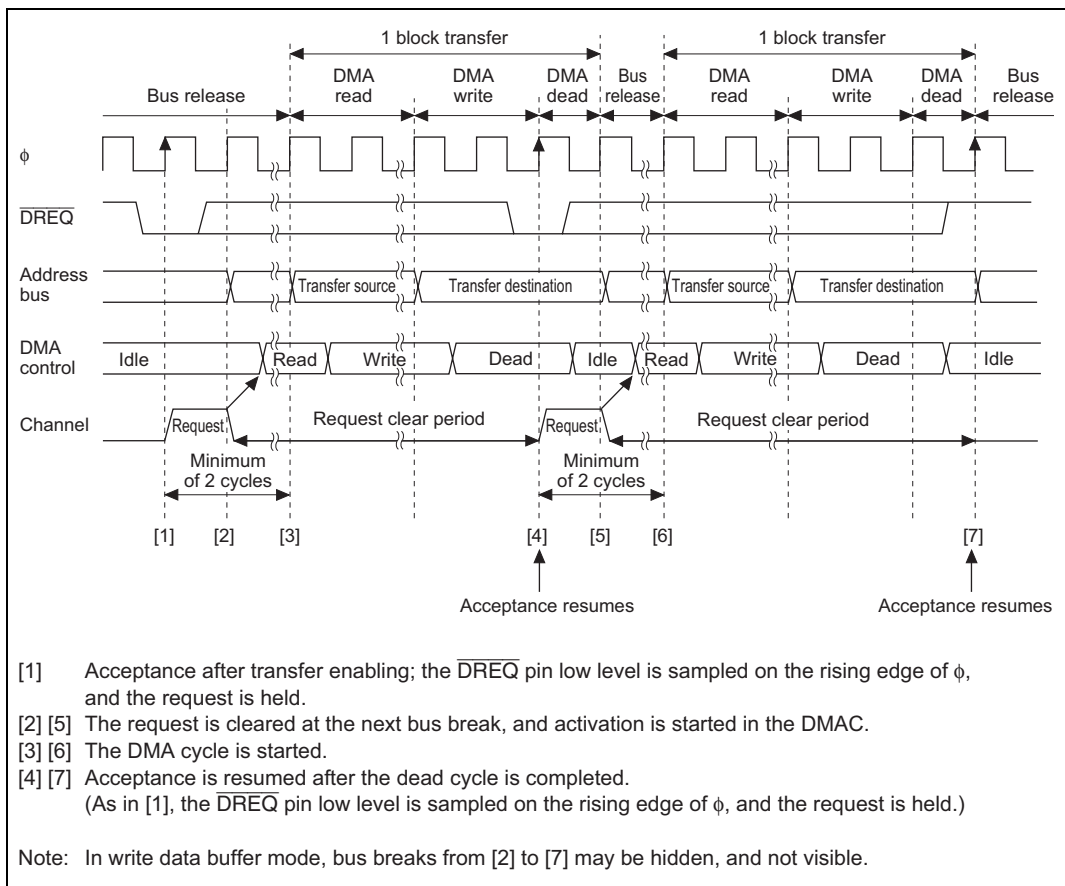 1 block transfer 1 block transfer
DMA read DMA write DMA dead Bus release DMA read DMA write DMA dead Bus release
Bus release
φ
DREQ
Address bus
Transfer source Transfer destination Transfer source Transfer destination
DMA control
Idle Read Write Dead Idle Read Write Dead Idle
Channel
Request Request clear period Request Request clear period
Minimum of 2 cycles Minimum of 2 cycles
[1] [2] [3] [4] [5] [6] [7]
Acceptance resumes Acceptance resumes
[1] Acceptance after transfer enabling; the DREQ pin low level is sampled on the rising edge of φ,
and the request is held.
[2] [5] The request is cleared at the next bus break, and activation is started in the DMAC.
[3] [6] The DMA cycle is started.
[4] [7] Acceptance is resumed after the dead cycle is completed.
(As in [1], the DREQ pin low level is sampled on the rising edge of φ, and the request is held.)
Note: In write data buffer mode, bus breaks from [2] to [7] may be hidden, and not visible.